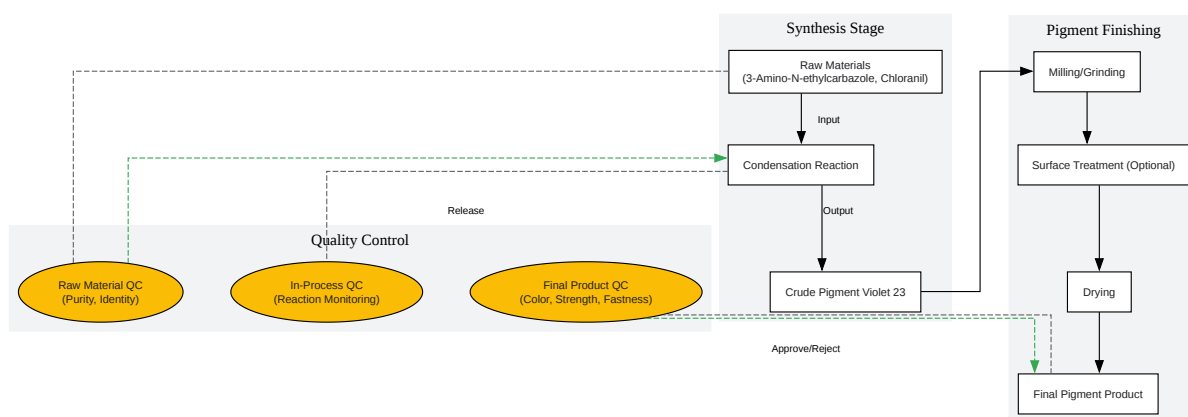 Synthesis Stage
Raw Materials
(3-Amino-N-ethylcarbazole, Chloranil)
Input
Condensation Reaction
Output
Crude Pigment Violet 23
Pigment Finishing
Milling/Grinding
Surface Treatment (Optional)
Drying
Final Pigment Product
Release
Quality Control
Raw Material QC
(Purity, Identity)
In-Process QC
(Reaction Monitoring)
Final Product QC
(Color, Strength, Fastness)
Approve/Reject